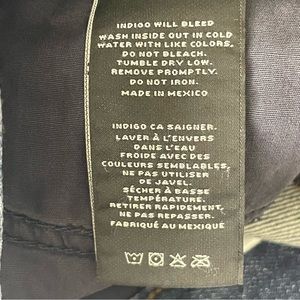 INDIGO WILL BLEED
WASH INSIDE OUT IN COLD
WATER WITH LIKE COLORS.
DO NOT BLEACH.
TUMBLE DRY LOW.
REMOVE PROMPTLY.
DO NOT IRON.
MADE IN MEXICO
INDIGO CA SAIGNER.
LAVER À L'ENVERS
DANS L'EAU
FROIDE AVEC DES
COULEURS SEMBLABLES.
NE PAS UTILISER
DE JAVEL.
SÉCHER À BASSE
TEMPÉRATURE.
RETIRER RAPIDEMENT.
NE PAS REPASSER.
FABRIQUÉ AU MEXIQUE